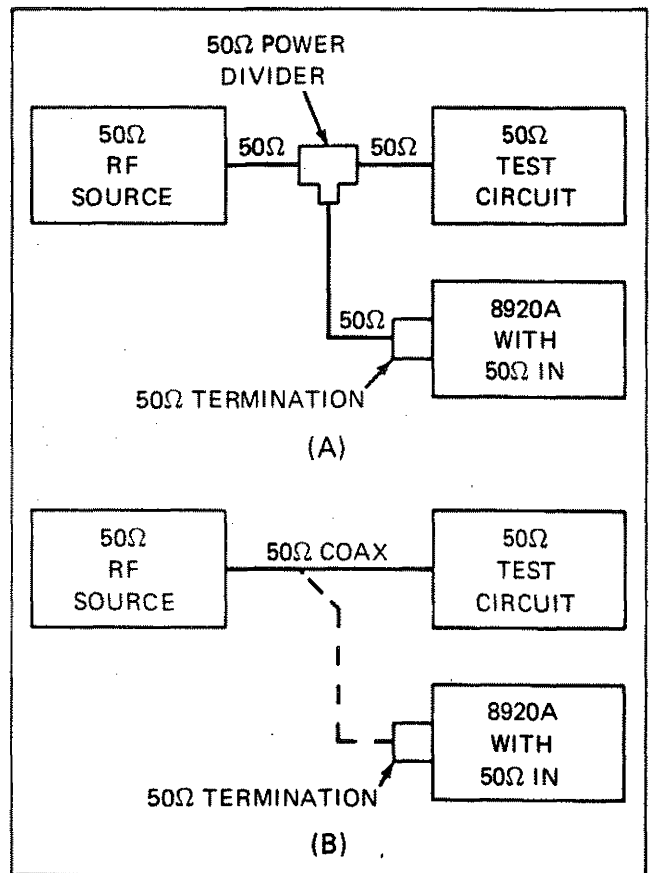 50Ω POWER
DIVIDER
50Ω
RF
SOURCE
50Ω
50Ω
50Ω
TEST
CIRCUIT
50Ω
8920A
WITH
50Ω IN
50Ω TERMINATION
(A)
50Ω
RF
SOURCE
50Ω COAX
50Ω
TEST
CIRCUIT
8920A
WITH
50Ω IN
50Ω TERMINATION
(B)